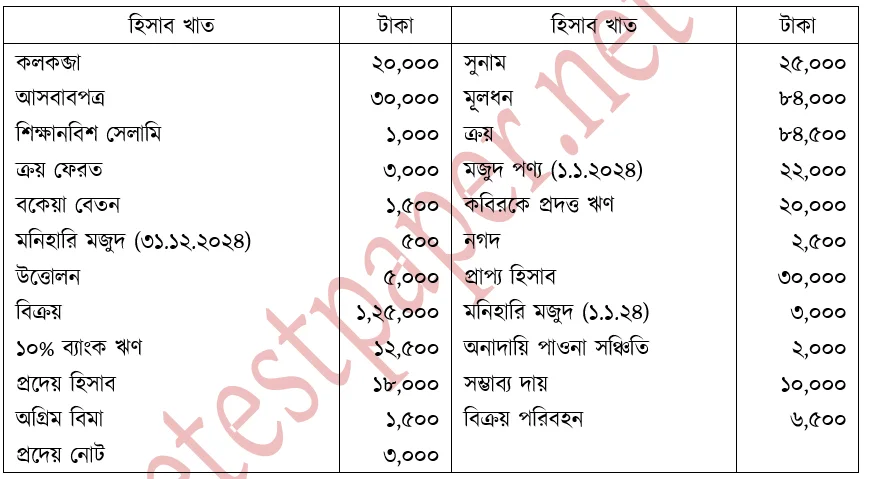 হিসাব খাত টাকা হিসাব খাত টাকা
কলকব্জা ২০,০০০ সুনাম ২৫,০০০
আসবাবপত্র ৩০,০০০ মূলধন ৮৪,০০০
শিক্ষানবিশ সেলামি ১,০০০ ক্রয় ৮৪,৫০০
ক্রয় ফেরত ৩,০০০ মজুদ পণ্য (১.১.২০২৪) ২২,০০০
বকেয়া বেতন ১,৫০০ কবিরকে প্রদত্ত ঋণ ২০,০০০
মনিহারি মজুদ (৩১.১২.২০২৪) ৫০০ নগদ ২,৫০০
উত্তোলন ৫,০০০ প্রাপ্য হিসাব ৩০,০০০
বিক্রয় ১,২৫,০০০ মনিহারি মজুদ (১.১.২৪) ৩,০০০
১০% ব্যাংক ঋণ ১২,৫০০ অনাদায়ি পাওনা সঞ্চিতি ২,০০০
প্রদেয় হিসাব ১৮,০০০ সম্ভাব্য দায় ১০,০০০
অগ্রিম বিমা ১,৫০০ বিক্রয় পরিবহন ৬,৫০০
প্রদেয় নোট ৩,০০০
etestpaper.net